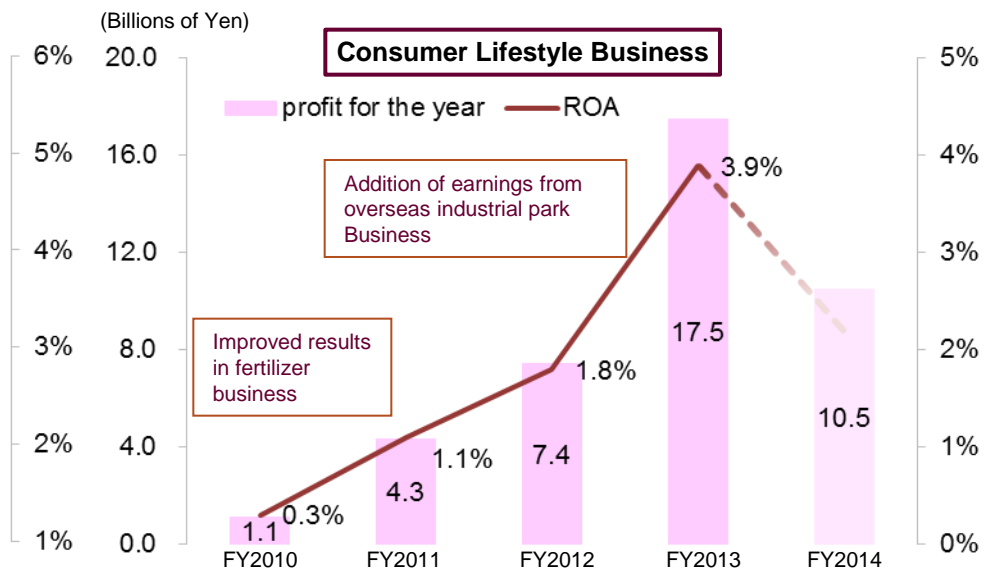 (Billions of Yen)
Consumer Lifestyle Business
6%
5%
4%
3%
2%
1%
20.0
16.0
12.0
8.0
4.0
0.0
profit for the year
ROA
Addition of earnings from
overseas industrial park
Business
Improved results
in fertilizer
business
1.1
4.3
7.4
17.5
10.5
0.3%
1.1%
1.8%
3.9%
5%
4%
3%
2%
1%
0%
FY2010
FY2011
FY2012
FY2013
FY2014